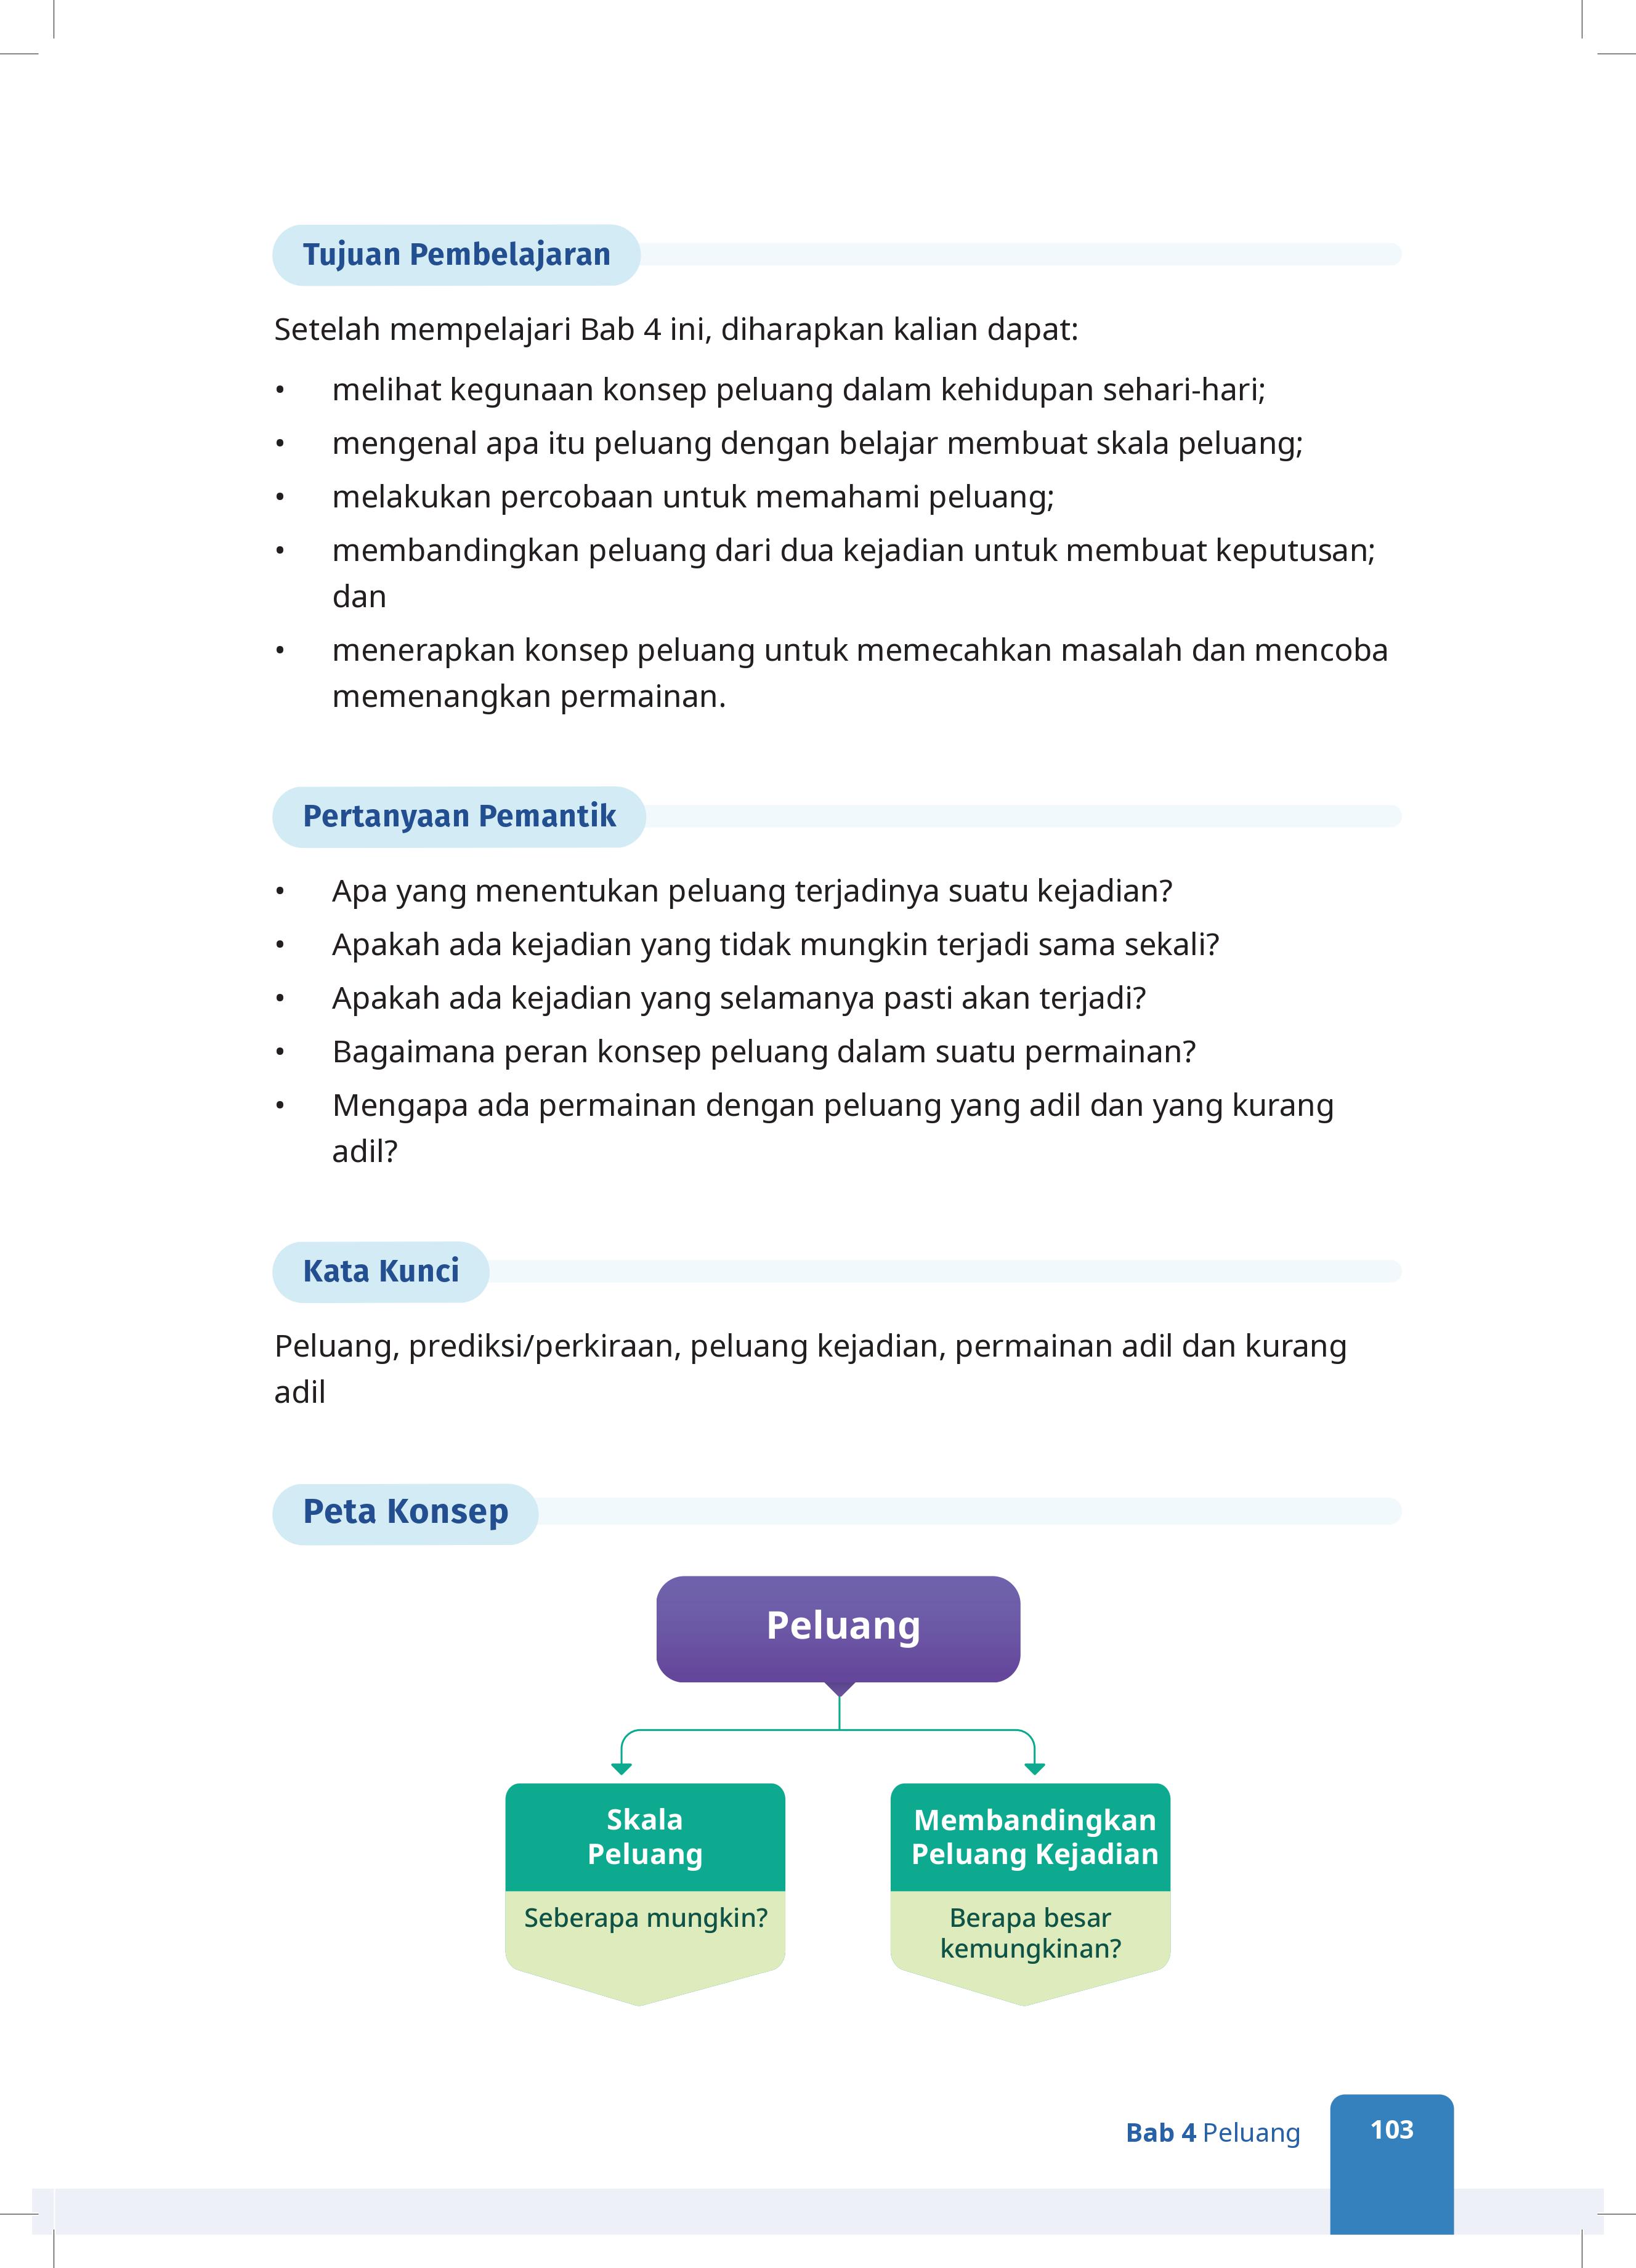 Tujuan Pembelajaran
Setelah mempelajari Bab 4 ini, diharapkan kalian dapat:
• melihat kegunaan konsep peluang dalam kehidupan sehari-hari;
• mengenal apa itu peluang dengan belajar membuat skala peluang;
• melakukan percobaan untuk memahami peluang;
• membandingkan peluang dari dua kejadian untuk membuat keputusan;
dan
• menerapkan konsep peluang untuk memecahkan masalah dan mencoba
memenangkan permainan.
Pertanyaan Pemantik
• Apa yang menentukan peluang terjadinya suatu kejadian?
• Apakah ada kejadian yang tidak mungkin terjadi sama sekali?
• Apakah ada kejadian yang selamanya pasti akan terjadi?
• Bagaimana peran konsep peluang dalam suatu permainan?
• Mengapa ada permainan dengan peluang yang adil dan yang kurang
adil?
Kata Kunci
Peluang, prediksi/perkiraan, peluang kejadian, permainan adil dan kurang
adil
Peta Konsep
Peluang
Skala
Peluang
Seberapa mungkin?
Membandingkan
Peluang Kejadian
Berapa besar
kemungkinan?
Bab 4 Peluang
103